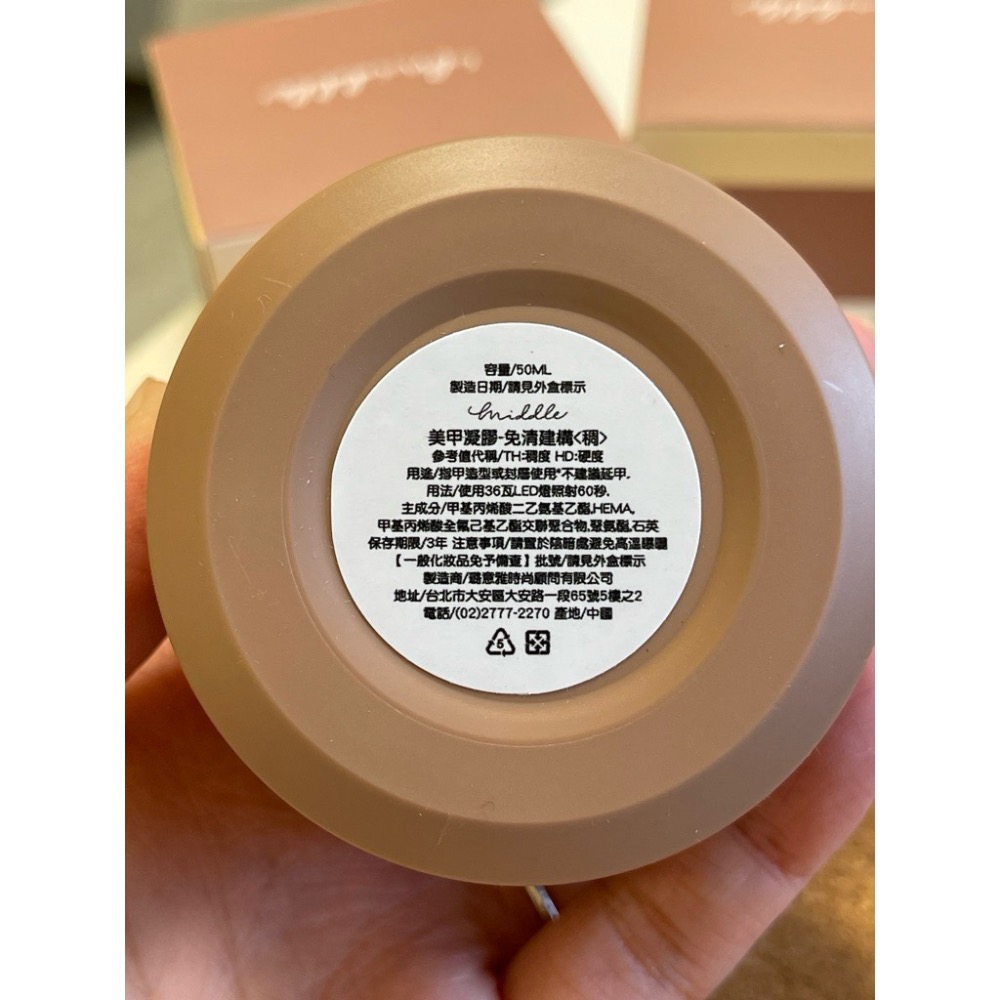 容量/50ML
製造日期/請見外盒標示
middle
美甲凝膠-免清建構<稠>
參考值代稱/TH:稠度 HD:硬度
用途/指甲造型或封層使用*不建議延甲.
用法/使用36瓦LED燈照射60秒.
主成分/甲基丙烯酸二乙氨基乙酯,HEMA,
甲基丙烯酸全氟己基乙酯交聯聚合物,聚氨酯,石英
保存期限/3年 注意事項/請置於陰暗處避免高溫曝曬
【一般化妝品免予備查】批號/請見外盒標示
製造商/璐意雅時尚顧問有限公司
地址/台北市大安區大安路一段65號5樓之2
電話/(02)2777-2270 產地/中國
5